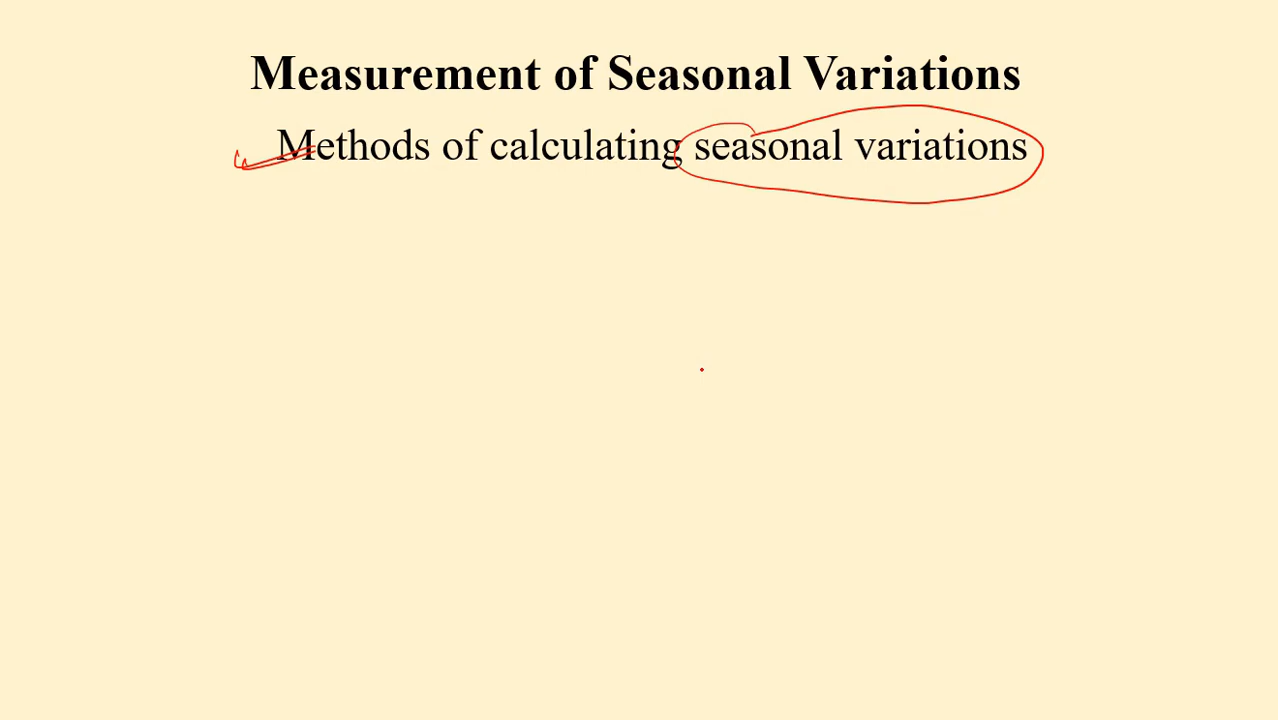 Measurement of Seasonal Variations
Methods of calculating seasonal variations